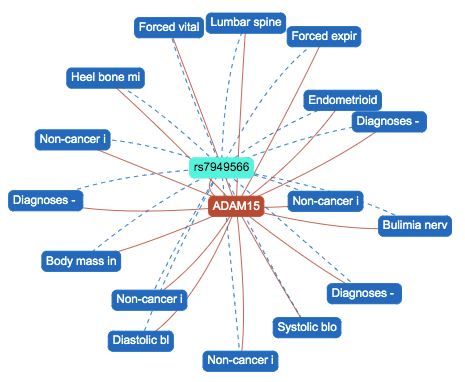 Forced vital
Lumbar spine
Forced expir
Heel bone mi
Endometrioid
Diagnoses -
Non-cancer i
rs7949566
Diagnoses -
ADAM15
Non-cancer i
Bulimia nerv
Body mass in
Non-cancer i
Diagnoses -
Diastolic bl
Systolic blo
Non-cancer i